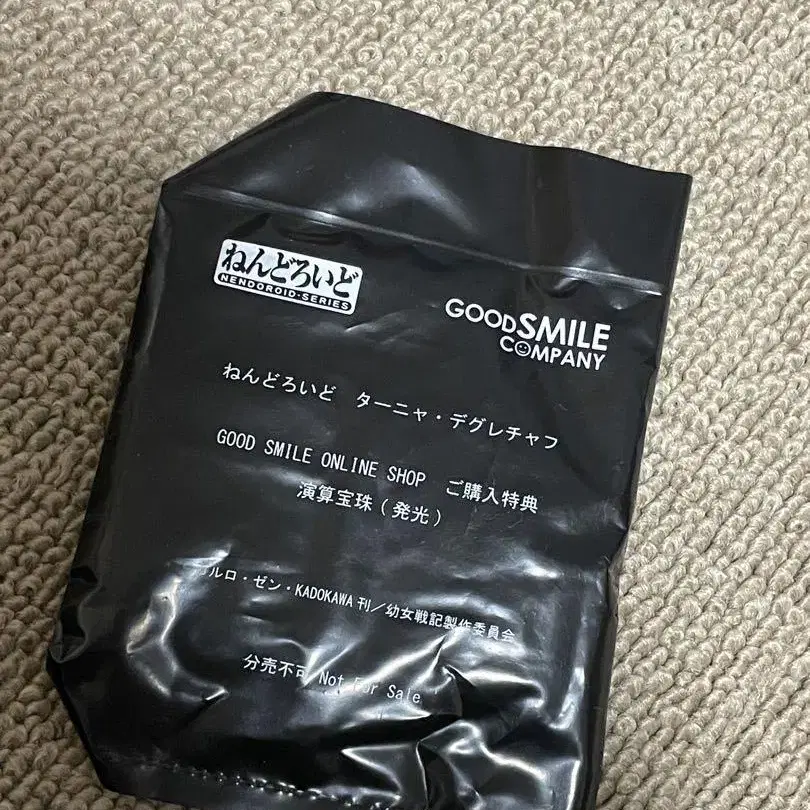 ねんどろいど
NENDOROID·SERIES
GOOD SMILE
COMPANY
ねんどろいど ターニャ・デグレチャフ
GOOD SMILE ONLINE SHOP ご購入特典
演算宝珠(発光)
ルロ・ゼン・KADOKAWA刊/幼女戦記製作委員会
分売不可 Not For Sale